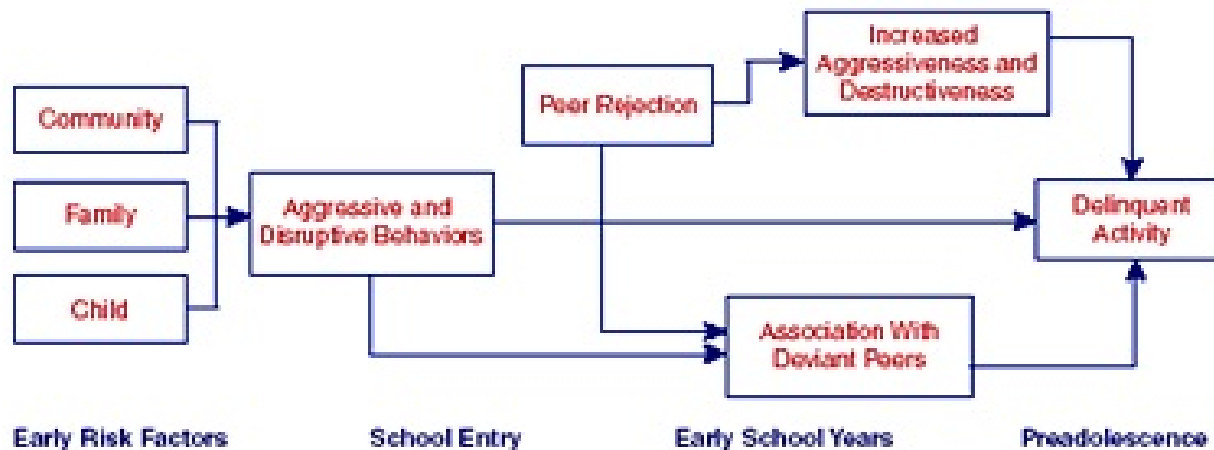 Community
Family
Child
Aggressive and
Disruptive Behaviors
Peer Rejection
Increased
Aggressiveness and
Destructiveness
Association With
Deviant Peers
Delinquent
Activity
Early Risk Factors
School Entry
Early School Years
Preadolescence